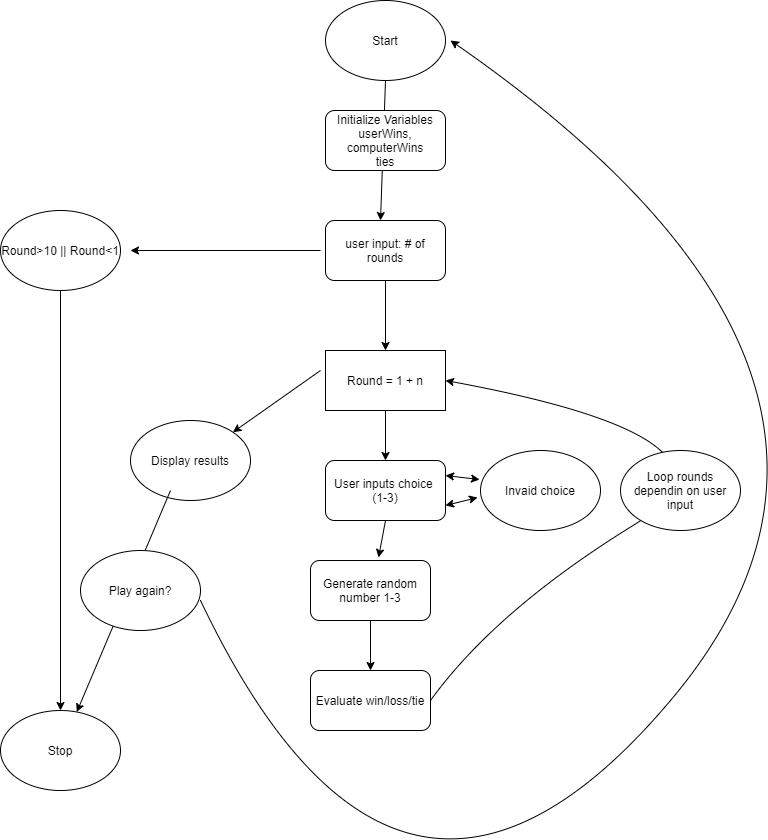 Start
Initialize Variables
userWins,
computerWins
ties
Round>10 || Round<1
user input: # of
rounds
Round = 1 + n
Display results
User inputs choice
(1-3)
Invaid choice
Loop rounds
dependin on user
input
Play again?
Generate random
number 1-3
Evaluate win/loss/tie
Stop